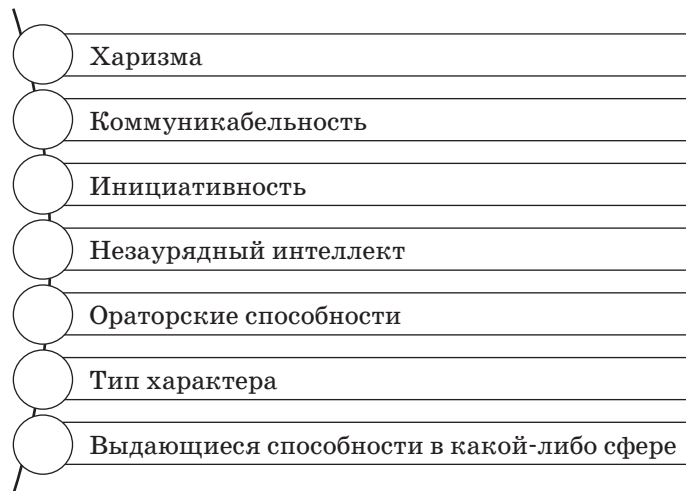 Харизма
Коммуникабельность
Инициативность
Незаурядный интеллект
Ораторские способности
Тип характера
Выдающиеся способности в какой-либо сфере